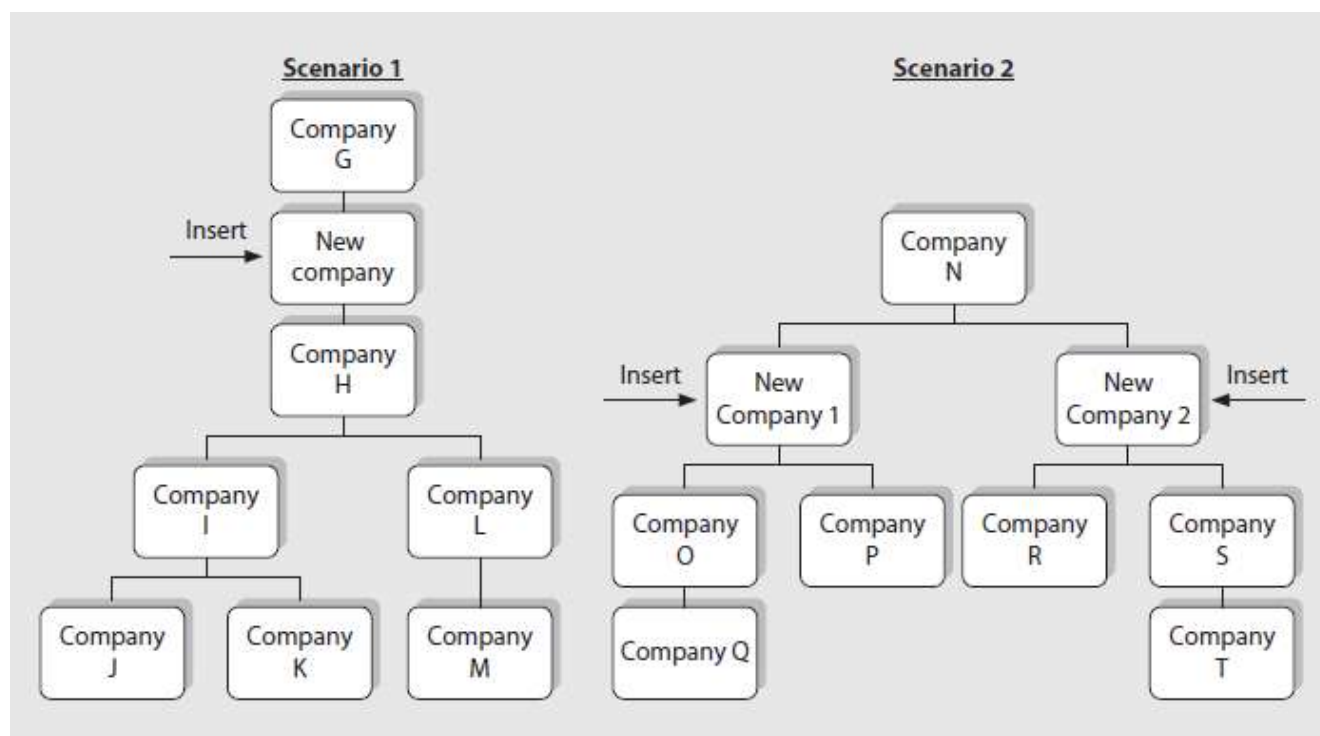 Scenario 1
Company
G
Insert
New
company
Company
H
Company
I
Company
L
Company
J
Company
K
Company
M
Scenario 2
Company
N
Insert
New
Company 1
New
Company 2
Insert
Company
O
Company
P
Company
R
Company
S
Company Q
Company
T